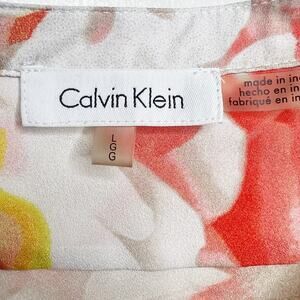 Calvin Klein
L
G
G
made in in
hecho en in
fabriqué en in